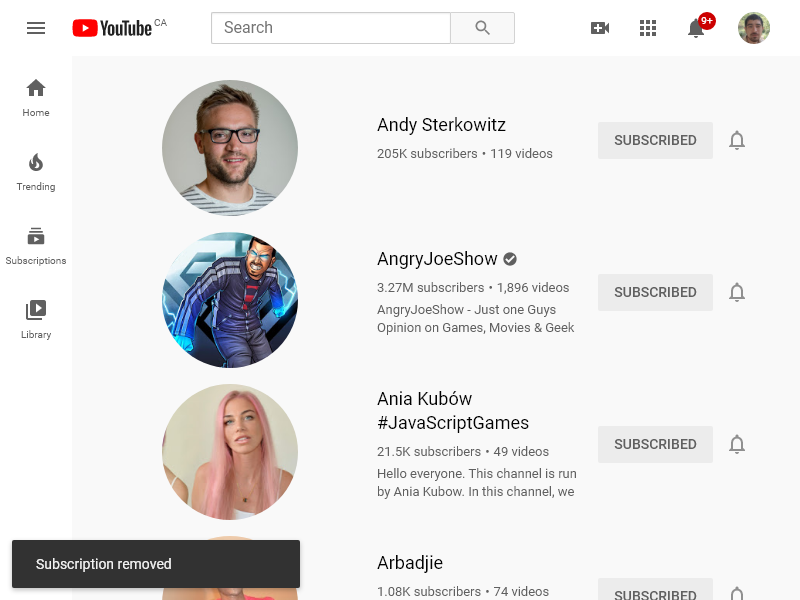 YouTube CA
Search
9+
Home
Trending
Subscriptions
Library
Andy Sterkowitz
205K subscribers • 119 videos
SUBSCRIBED
AngryJoeShow
3.27M subscribers • 1,896 videos
AngryJoeShow - Just one Guys
Opinion on Games, Movies & Geek
SUBSCRIBED
Ania Kubów
#JavaScriptGames
21.5K subscribers • 49 videos
Hello everyone. This channel is run
by Ania Kubow. In this channel, we
SUBSCRIBED
Arbadjie
1.08K subscribers • 74 videos
SUBSCRIBED
Subscription removed